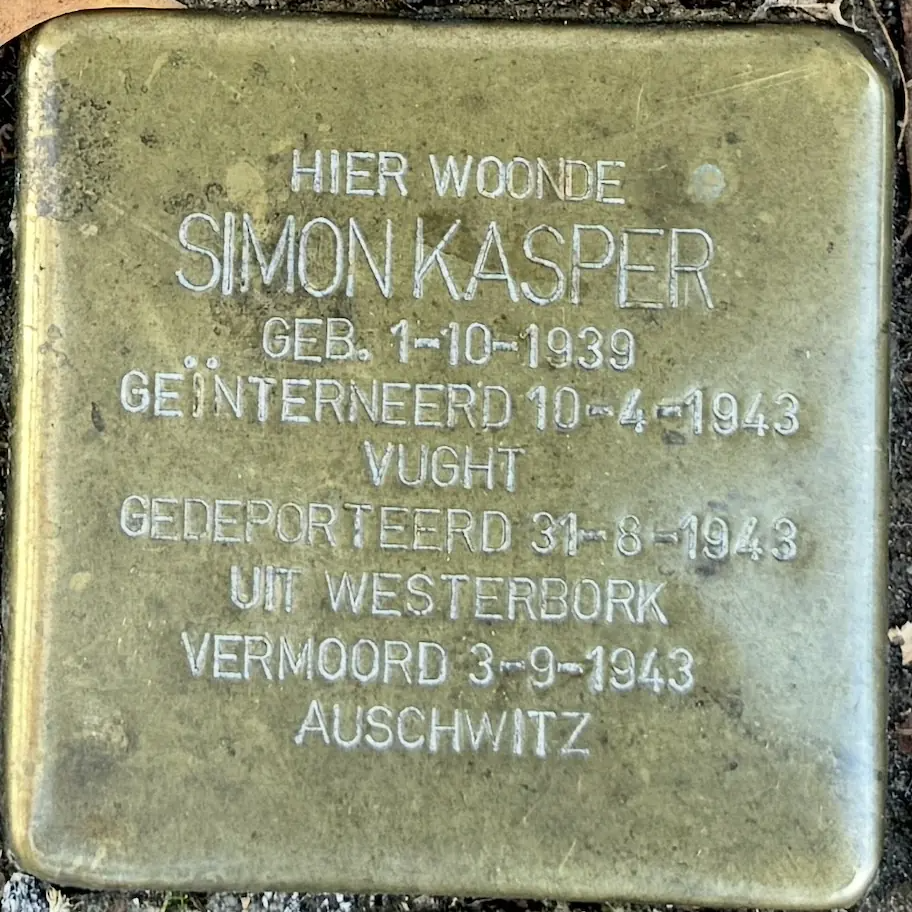 HIER WOONDE
SIMON KASPER
GEB. 1-10-1939
GEÏNTERNEERD 10-4-1943
VUGHT
GEDEPORTEERD 31-8-1943
UIT WESTERBORK
VERMOORD 3-9-1943
AUSCHWITZ